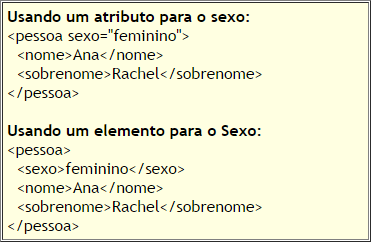 Usando um atributo para o sexo:
<pessoa sexo="feminino">
<nome>Ana</nome>
<sobrenome>Rachel</sobrenome>
</pessoa>
Usando um elemento para o Sexo:
<pessoa>
<sexo>feminino</sexo>
<nome>Ana</nome>
<sobrenome>Rachel</sobrenome>
</pessoa>